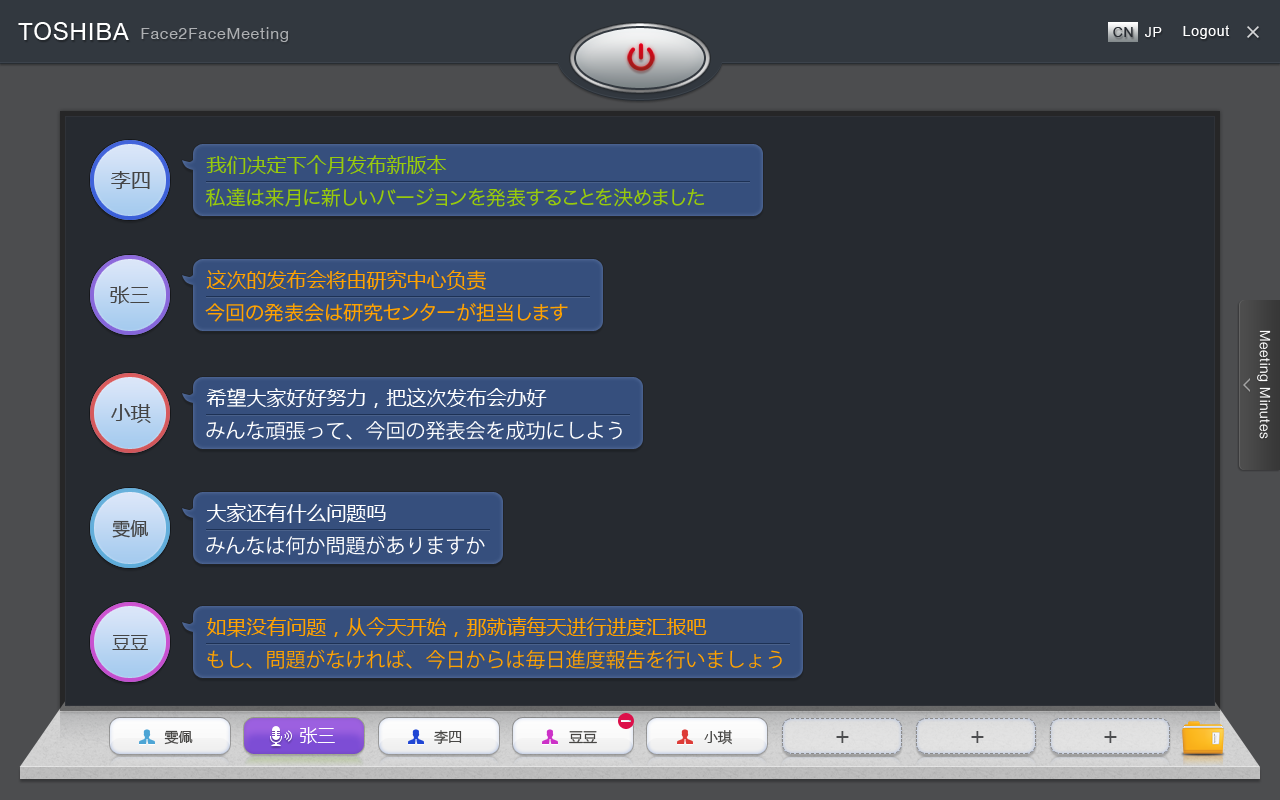 TOSHIBA Face2FaceMeeting
CN JP Logout
李四
我们决定下个月发布新版本
私達は来月に新しいバージョンを発表することを決めました
张三
这次的发布会将由研究中心负责
今回の発表会は研究センターが担当します
小琪
希望大家好好努力，把这次发布会办好
みんな頑張って、今回の発表会を成功にしよう
雯佩
大家还有什么问题吗
みんなは何か問題がありますか
豆豆
如果没有问题，从今天开始，那就请每天进行进度汇报吧
もし、問題がなければ、今日からは毎日進度報告を行いましょう
Meeting Minutes
雯佩 张三 李四 豆豆 小琪 + + +